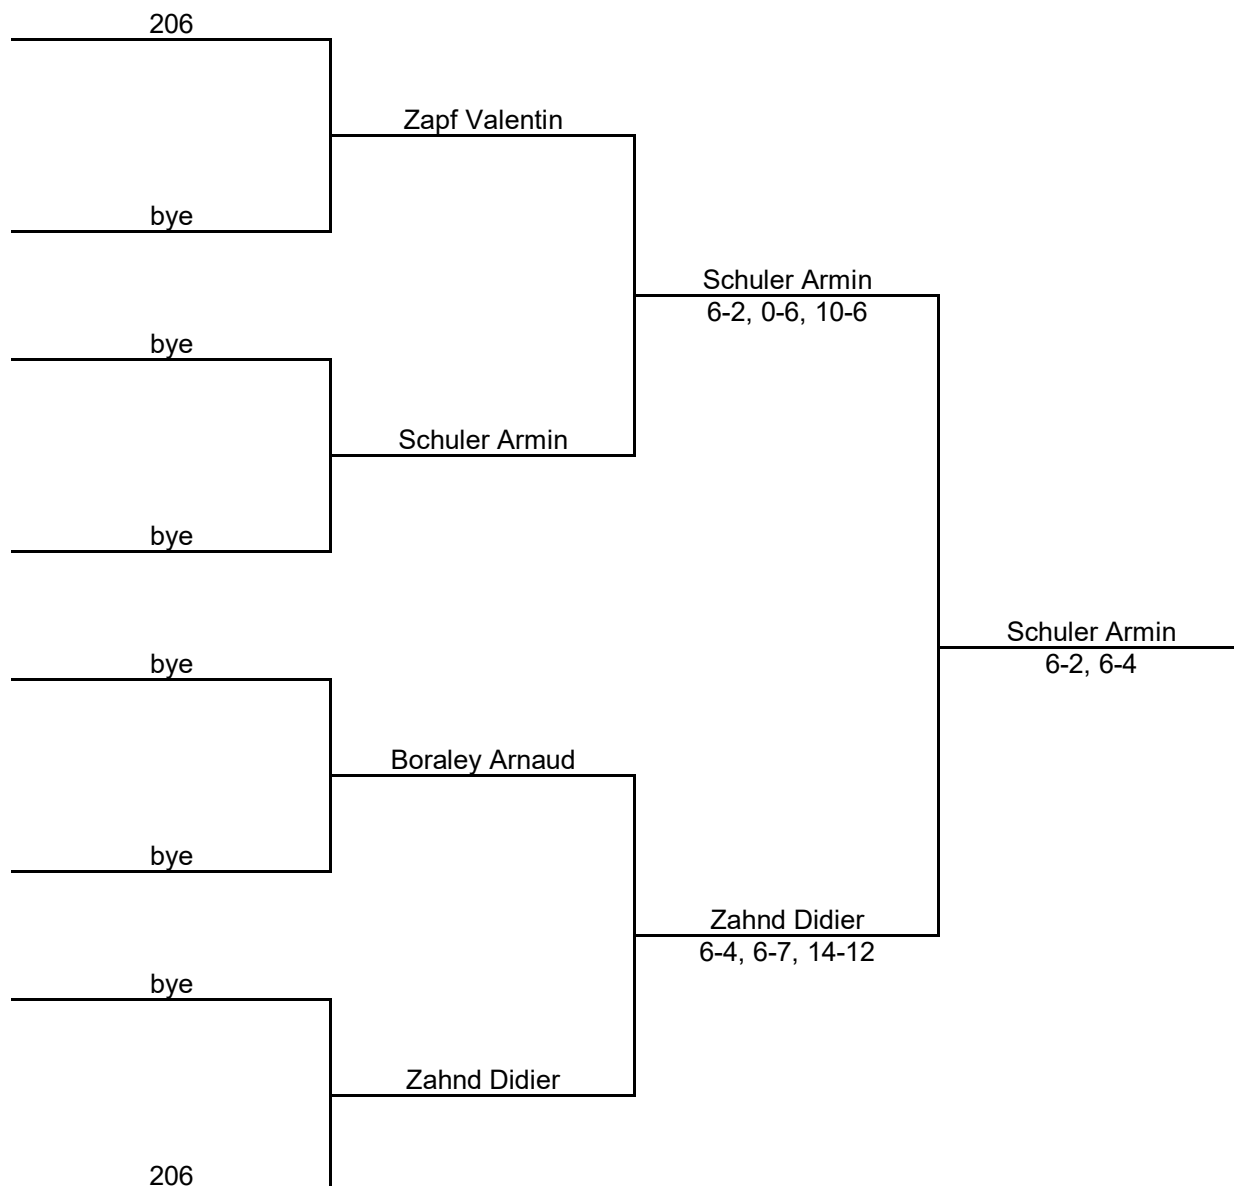 206
Zapf Valentin
bye
Schuler Armin
6-2, 0-6, 10-6
bye
Schuler Armin
bye
Schuler Armin
6-2, 6-4
bye
Boraley Arnaud
bye
Zahnd Didier
6-4, 6-7, 14-12
bye
Zahnd Didier
206